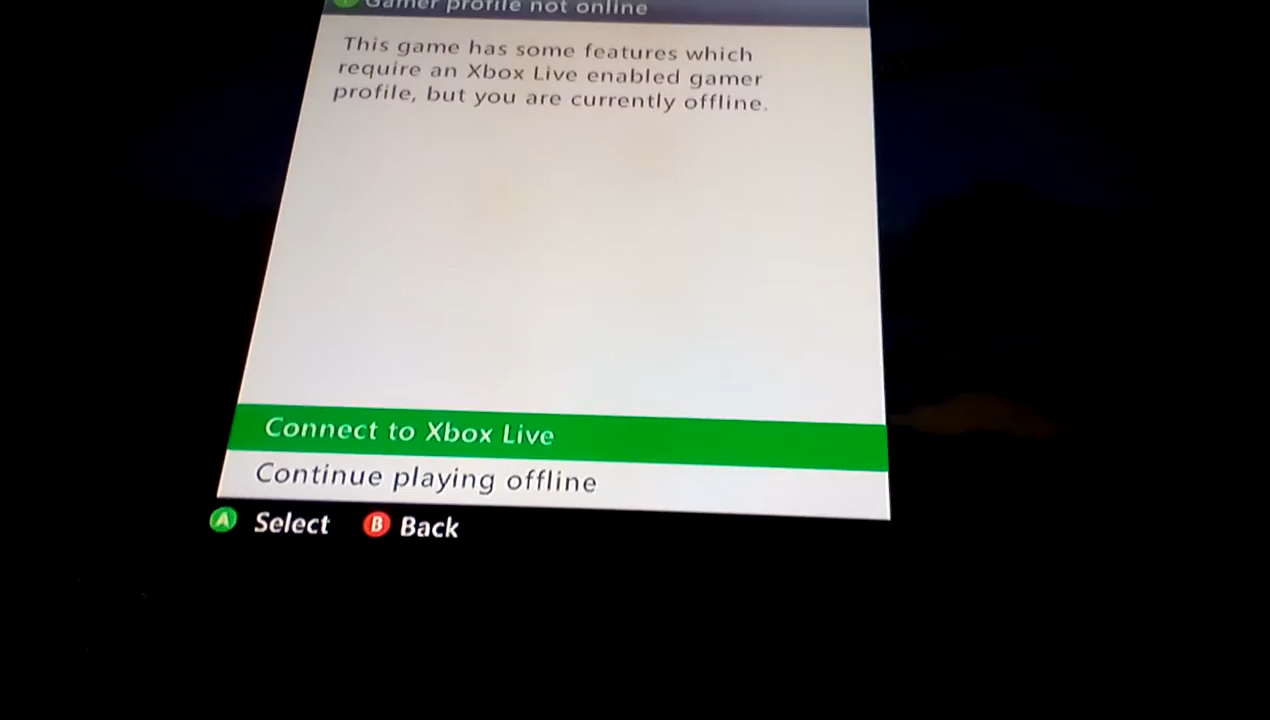 Gamer profile not online
This game has some features which
require an Xbox Live enabled gamer
profile, but you are currently offline.
Connect to Xbox Live
Continue playing offline
A Select B Back